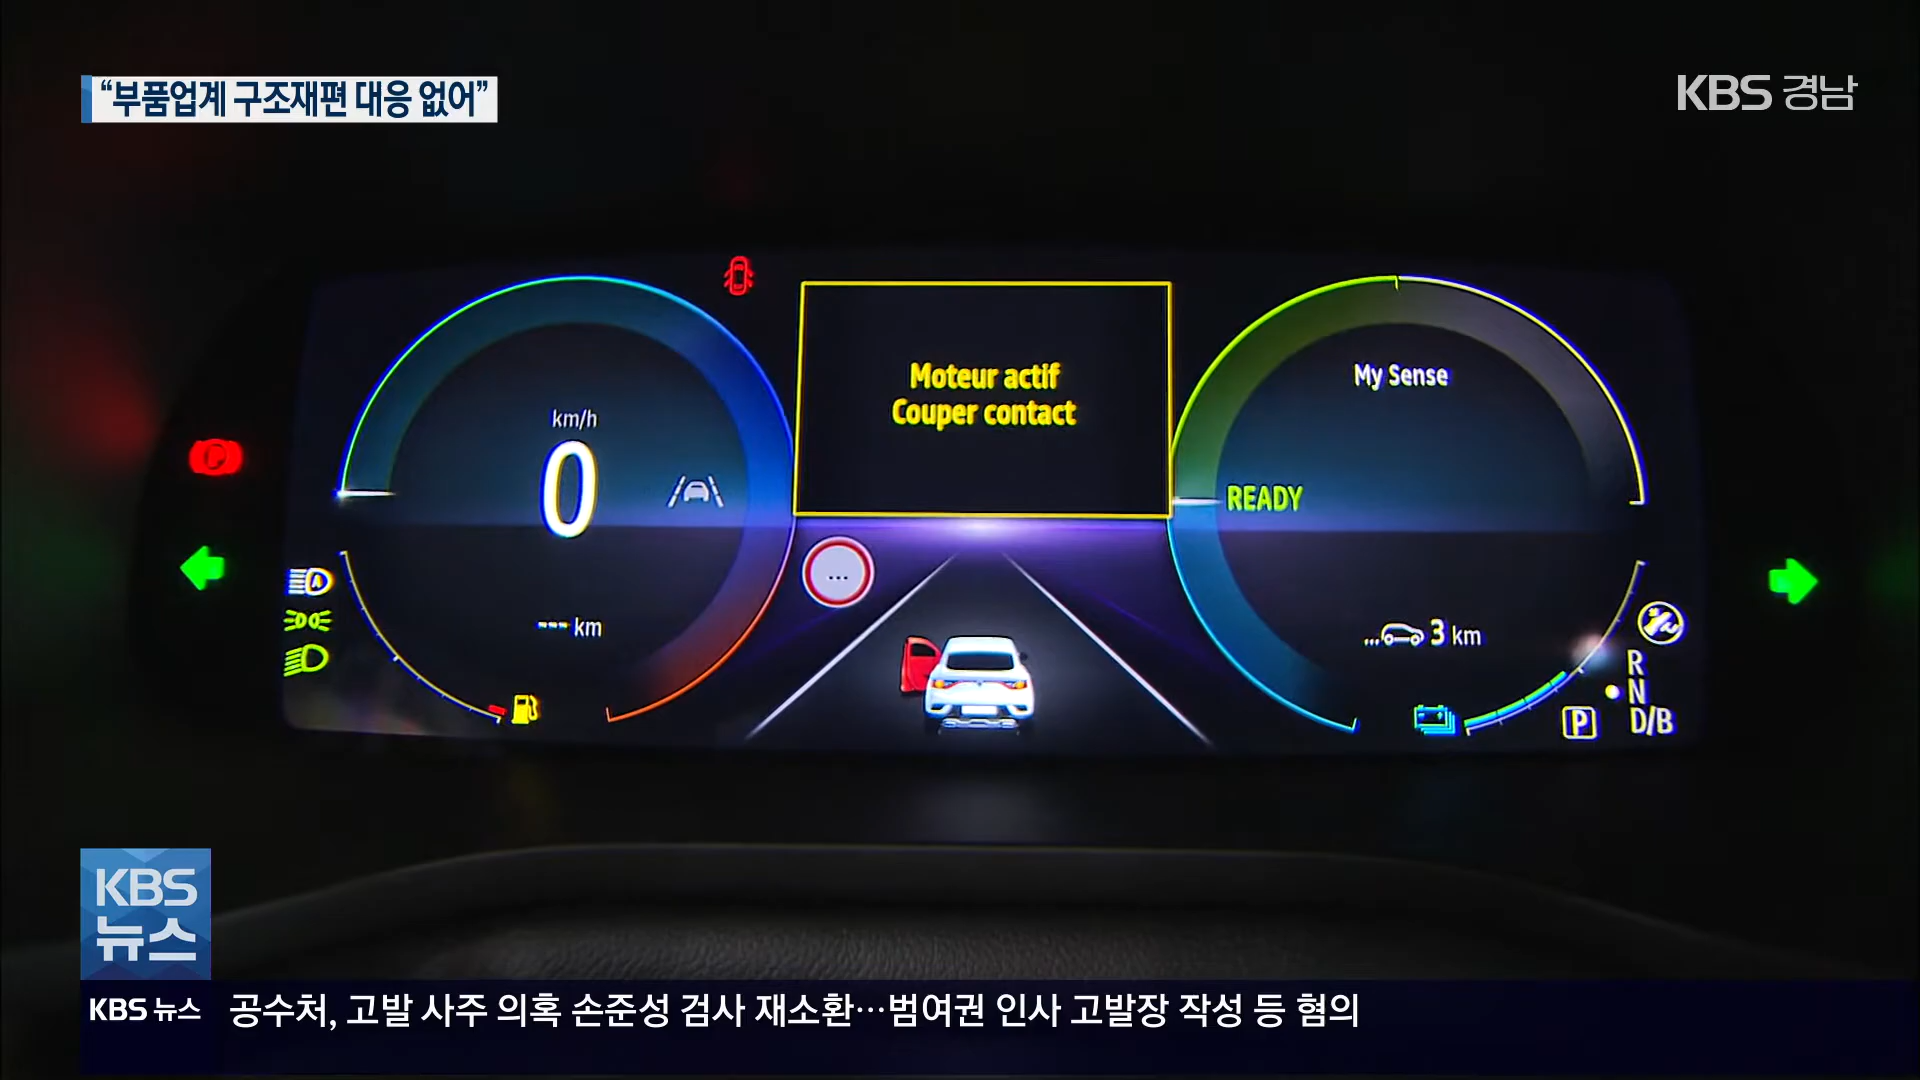 “부품업계 구조재편 대응 없어”
KBS 경남
Moteur actif
Couper contact
My Sense
km/h
0
READY
...
--- km
... 3 km
R
N
D/B
P
P
A
KBS
뉴스
KBS 뉴스 공수처, 고발 사주 의혹 손준성 검사 재소환…범여권 인사 고발장 작성 등 혐의